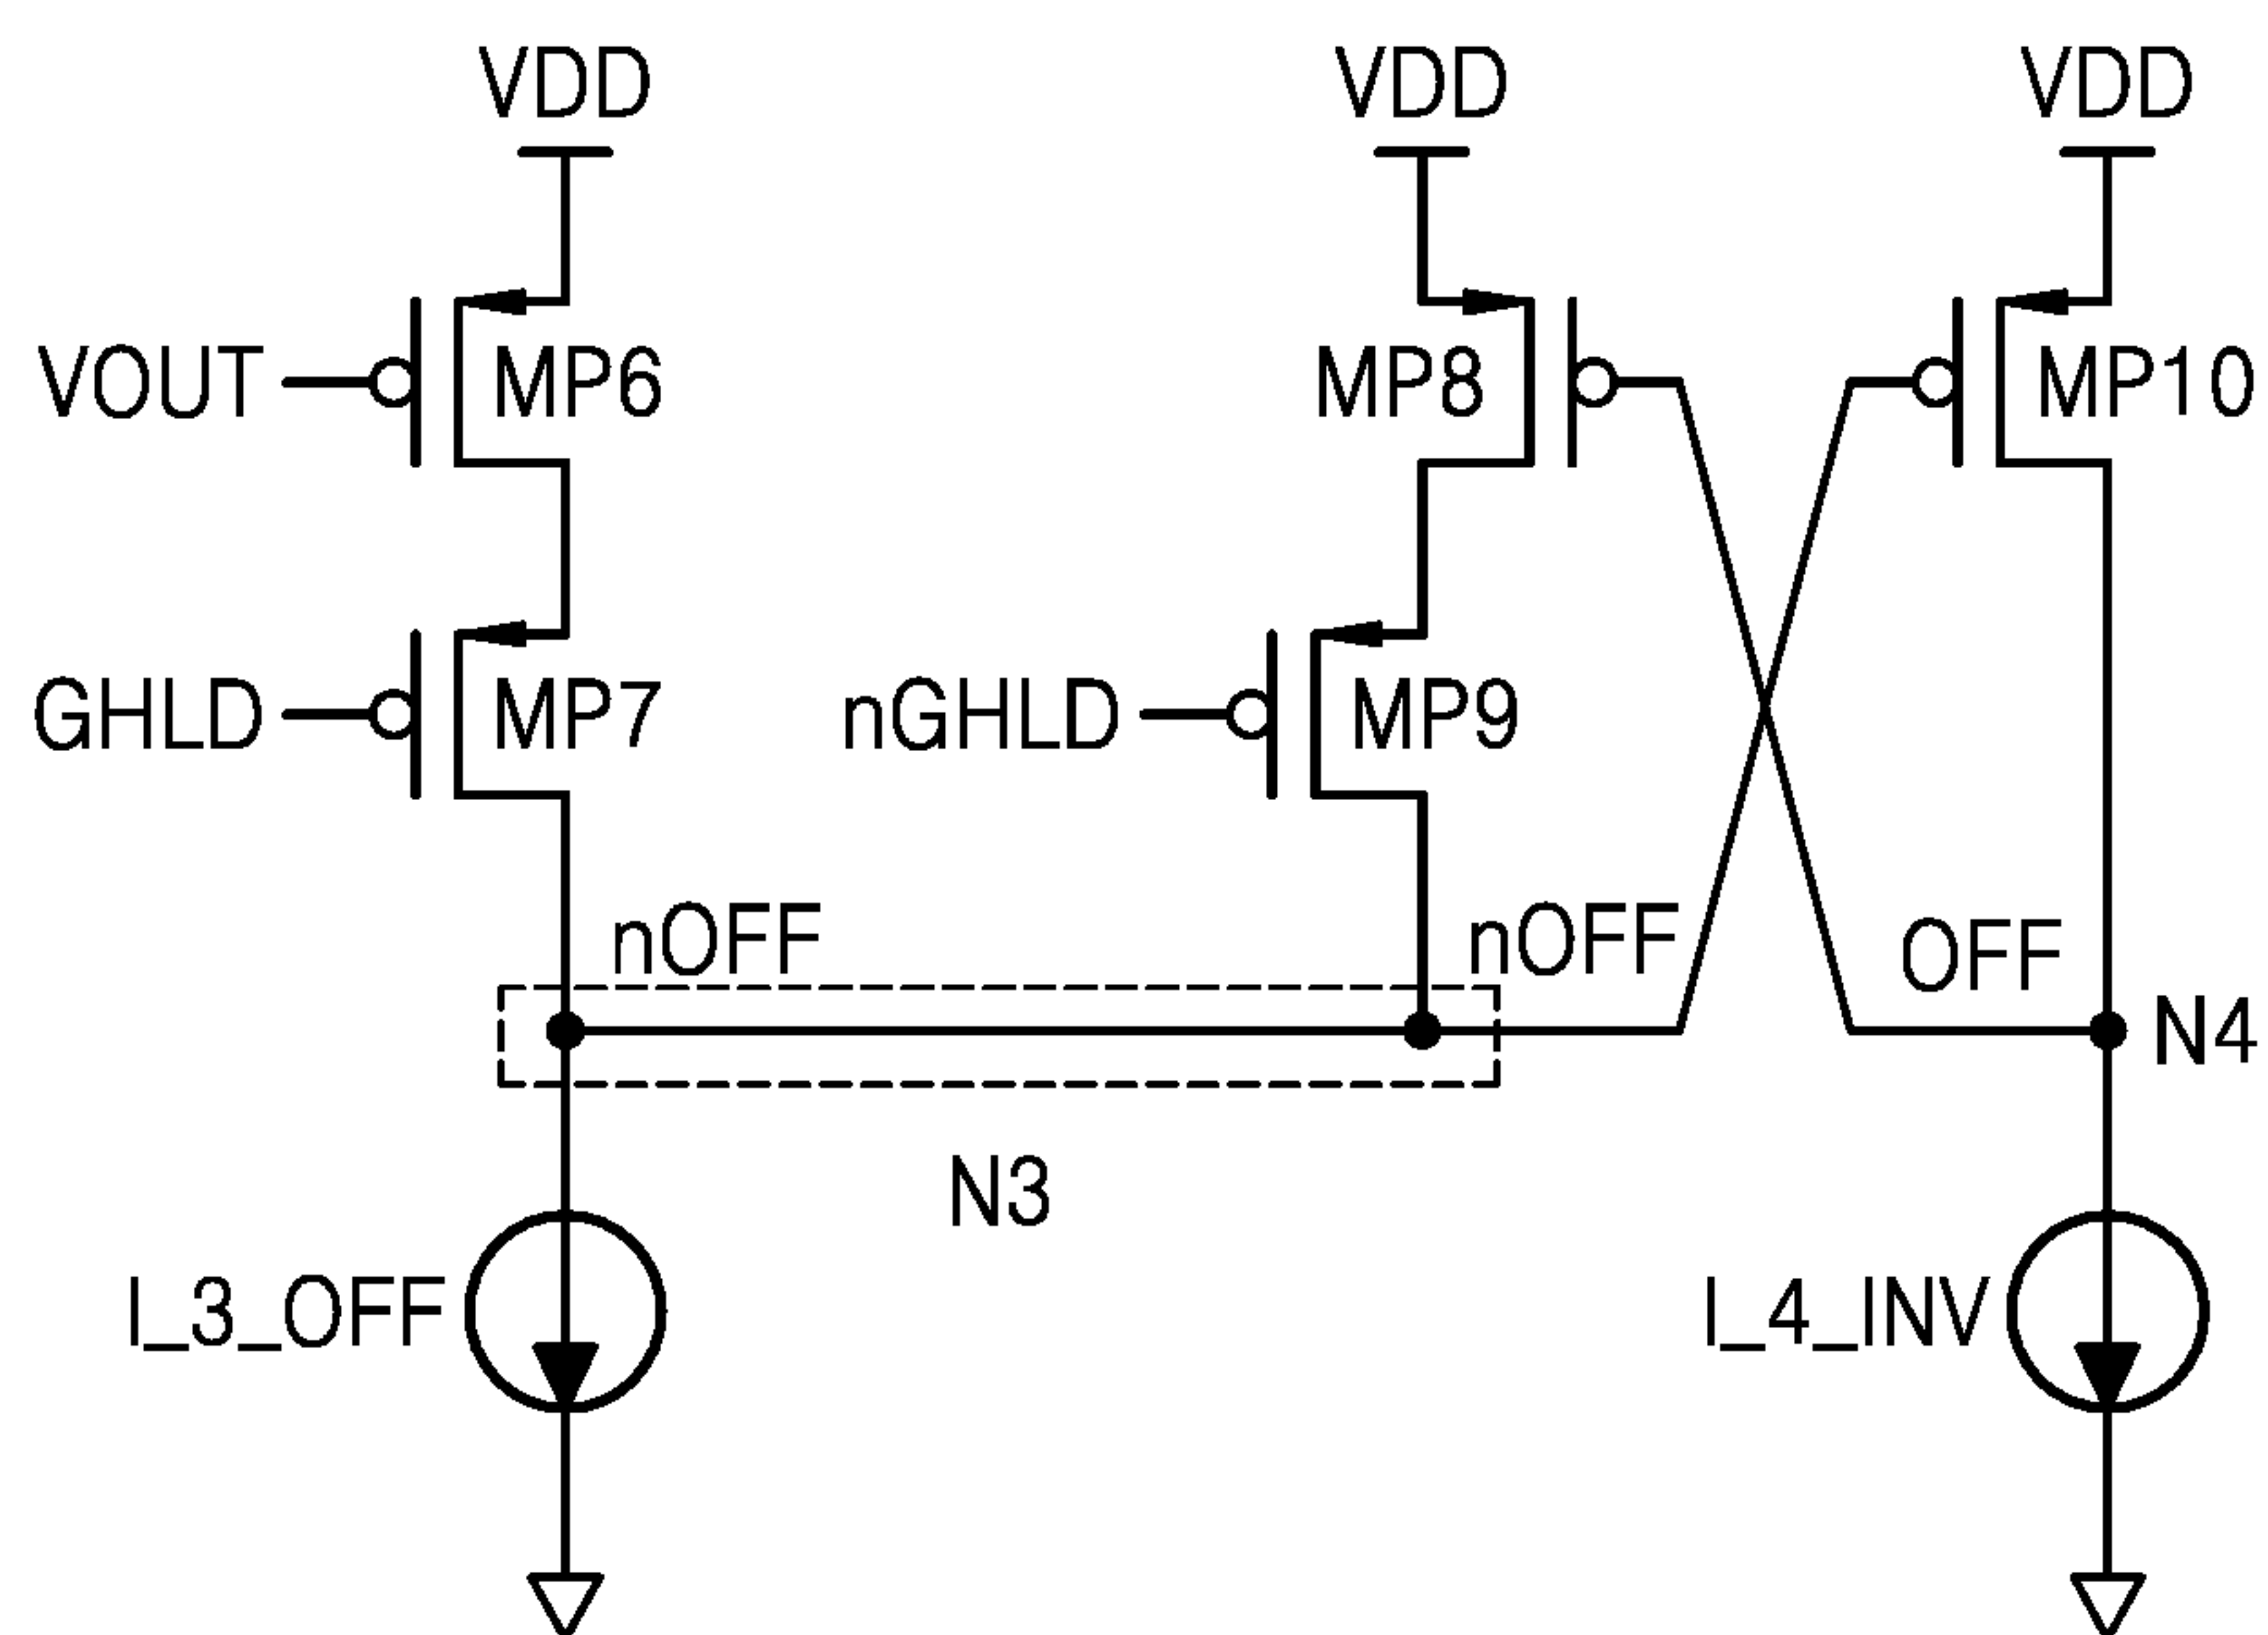 VDD VDD VDD
VOUT MP6 MP8 MP10
GHLD MP7 nGHLD MP9
nOFF nOFF OFF
N4
N3
I_3_OFF I_4_INV